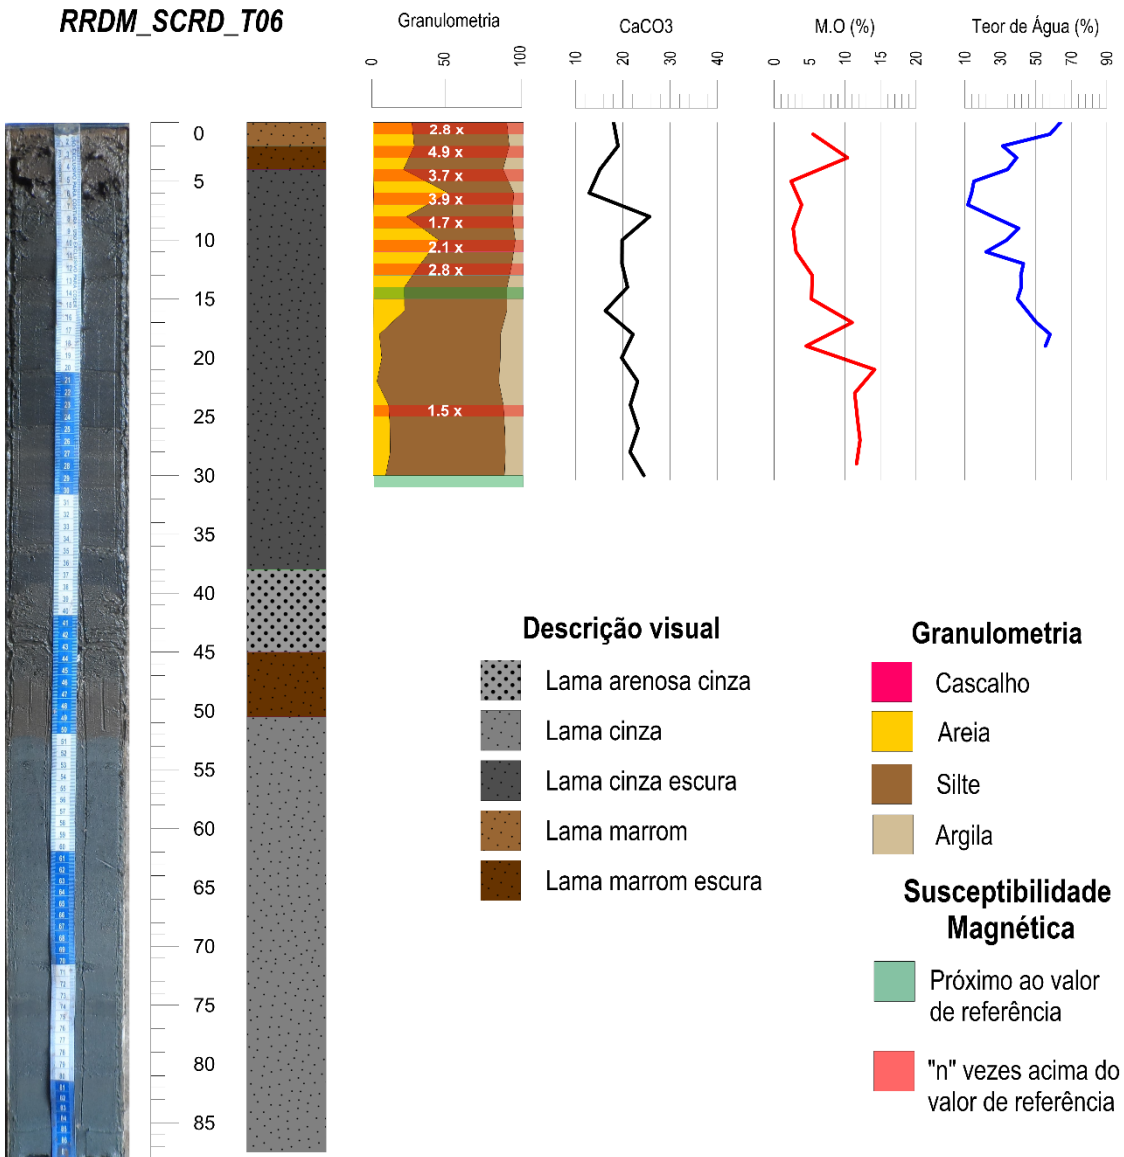 RRDM_SCRD_T06
Granulometria
CaCO3
M.O (%)
Teor de Água (%)
0
50
100
10
20
30
40
0
5
10
15
20
10
30
50
70
90
0
5
10
15
20
25
30
35
40
45
50
55
60
65
70
75
80
85
2.8 x
4.9 x
3.7 x
3.9 x
1.7 x
2.1 x
2.8 x
1.5 x
Descrição visual
Lama arenosa cinza
Lama cinza
Lama cinza escura
Lama marrom
Lama marrom escura
Granulometria
Cascalho
Areia
Silte
Argila
Susceptibilidade
Magnética
Próximo ao valor
de referência
"n" vezes acima do
valor de referência